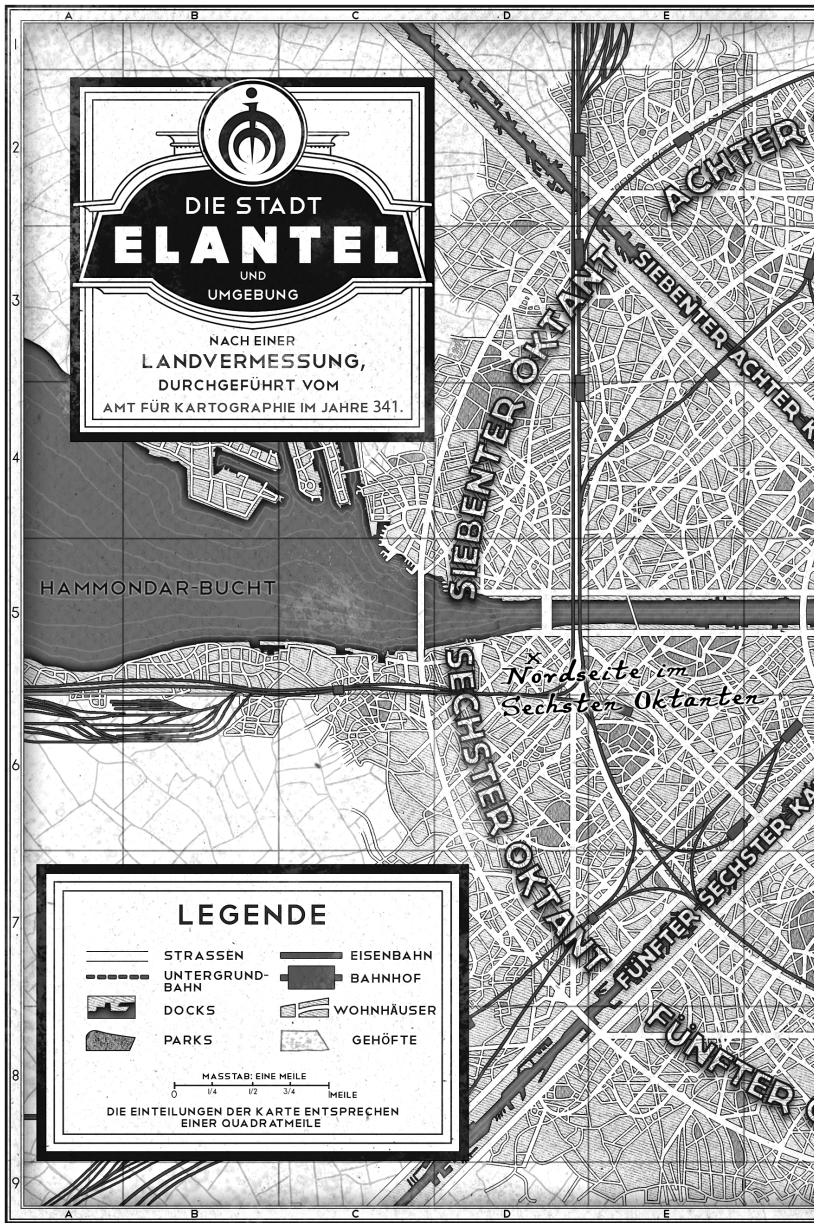 A B C D E
1
2
3
4
5
6
7
8
9
DIE STADT
ELANTEL
UND
UMGEBUNG
NACH EINER
LANDVERMESSUNG,
DURCHGEFÜHRT VOM
AMT FÜR KARTOGRAPHIE IM JAHRE 341.
ACHTER
SIEBENTER OKTANT
SIEBENTER ACHTER K
HAMMONDAR-BUCHT
x
Nordseite im
Sechsten Oktanten
SECHSTER OKTANT
FÜNFTER SECHSTER KA
FÜNFTER O
LEGENDE
STRASSEN
UNTERGRUND-
BAHN
DOCKS
PARKS
EISENBAHN
BAHNHOF
WOHNHÄUSER
GEHÖFTE
MASSTAB: EINE MEILE
0 1/4 1/2 3/4 1MEILE
DIE EINTEILUNGEN DER KARTE ENTSPRECHEN
EINER QUADRATMEILE
A B C D E